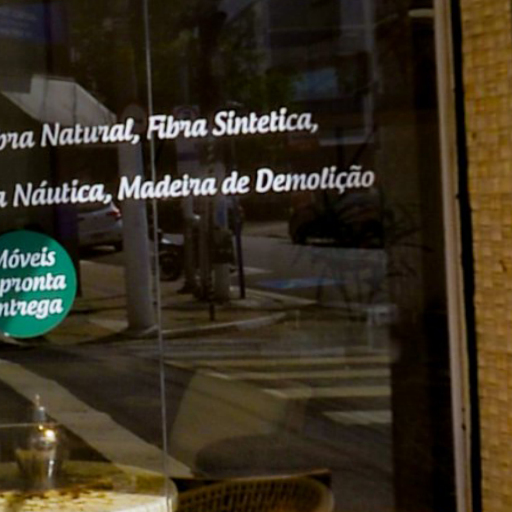 bra Natural, Fibra Sintetica,
a Náutica, Madeira de Demolição
Móveis
pronta
ntrega